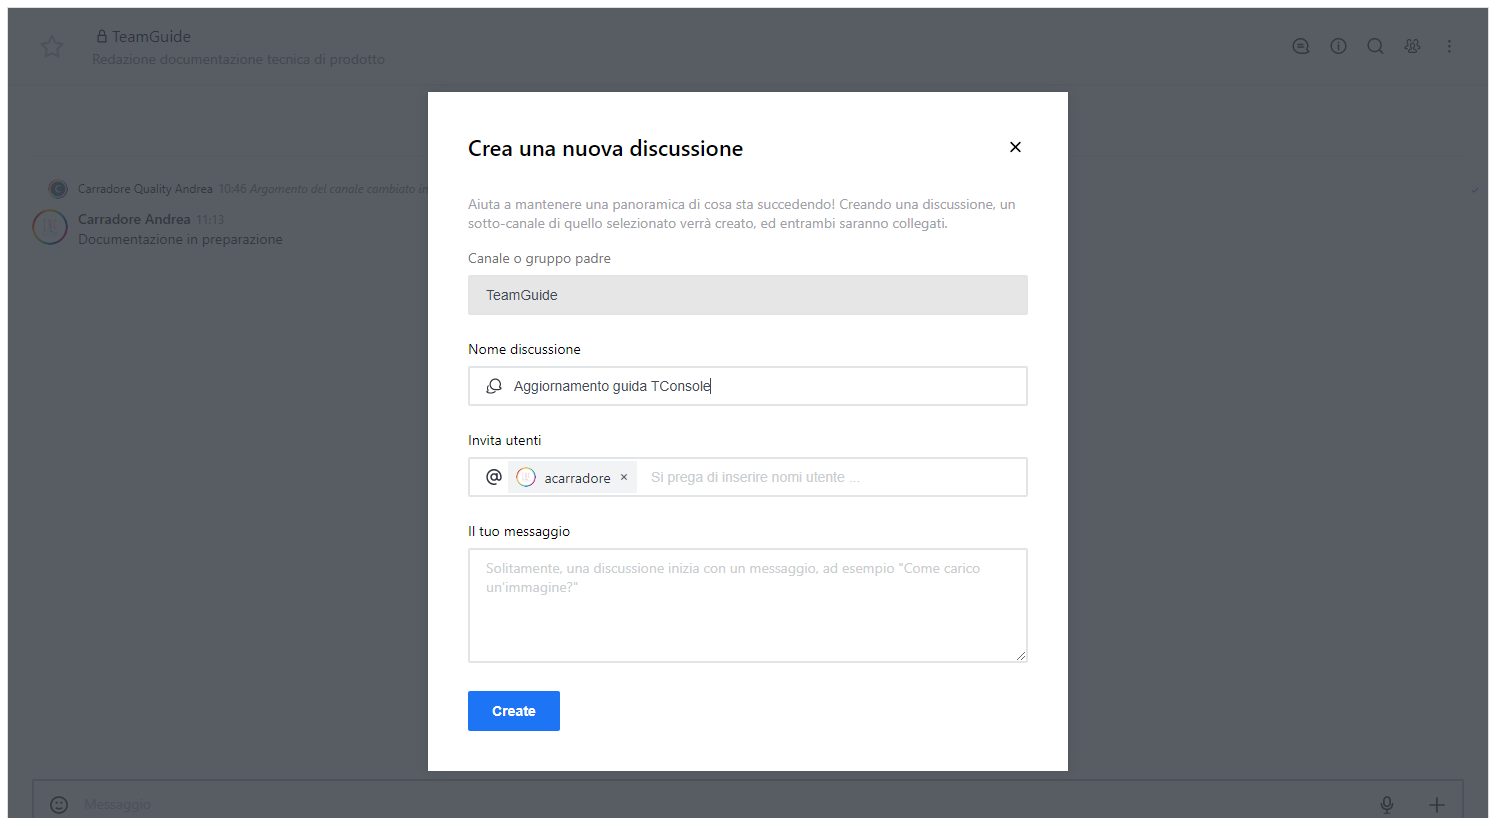 TeamGuide
Redazione documentazione tecnica di prodotto
Crea una nuova discussione
Aiuta a mantenere una panoramica di cosa sta succedendo! Creando una discussione, un
sotto-canale di quello selezionato verrà creato, ed entrambi saranno collegati.
Canale o gruppo padre
TeamGuide
Nome discussione
Aggiornamento guida TConsole
Invita utenti
@ acarradore × Si prega di inserire nomi utente ...
Il tuo messaggio
Solitamente, una discussione inizia con un messaggio, ad esempio "Come carico
un'immagine?"
Create
C Carradore Quality Andrea 10:46 Argomento del canale cambiato in
Carradore Andrea 11:13
Documentazione in preparazione
Messaggio